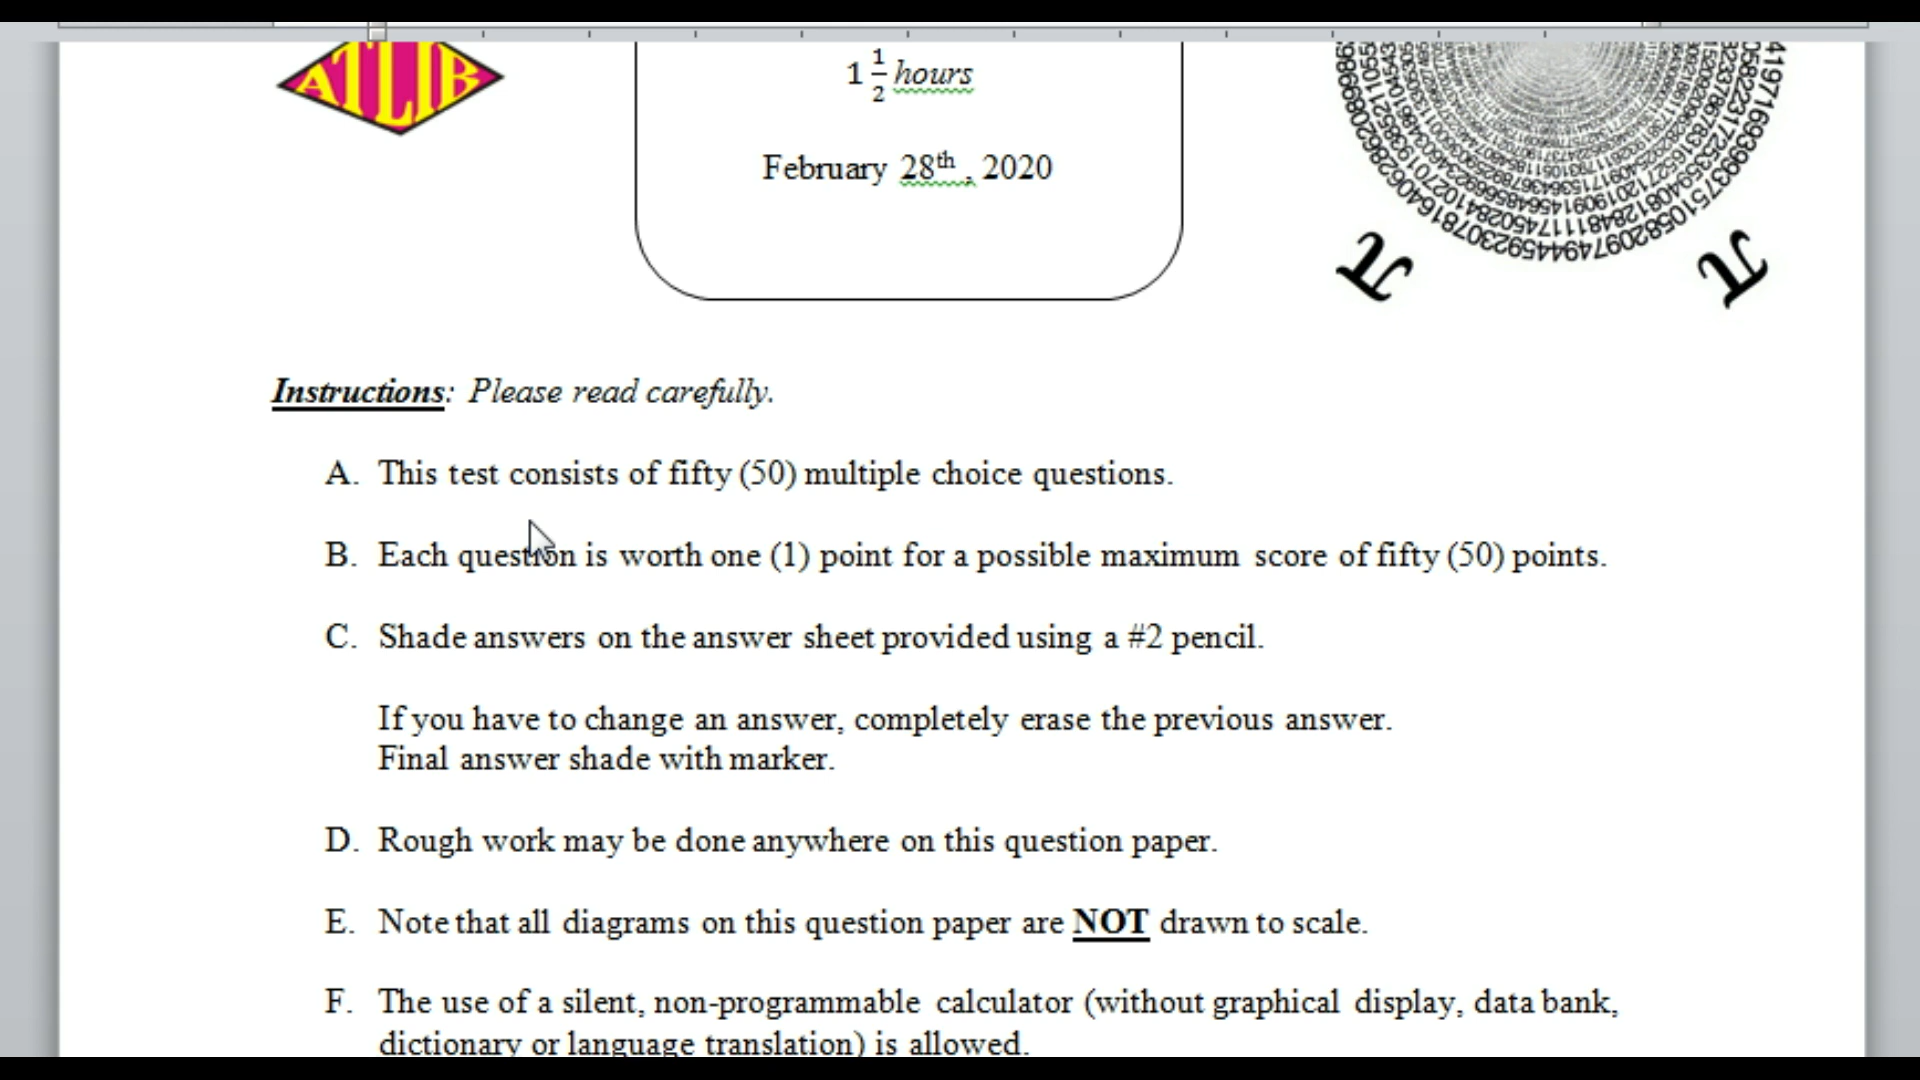 ATLIB
1 1/2 hours
February 28th , 2020
π π
Instructions: Please read carefully.
A. This test consists of fifty (50) multiple choice questions.
B. Each question is worth one (1) point for a possible maximum score of fifty (50) points.
C. Shade answers on the answer sheet provided using a #2 pencil.
If you have to change an answer, completely erase the previous answer.
Final answer shade with marker.
D. Rough work may be done anywhere on this question paper.
E. Note that all diagrams on this question paper are NOT drawn to scale.
F. The use of a silent, non-programmable calculator (without graphical display, data bank,
dictionary or language translation) is allowed.